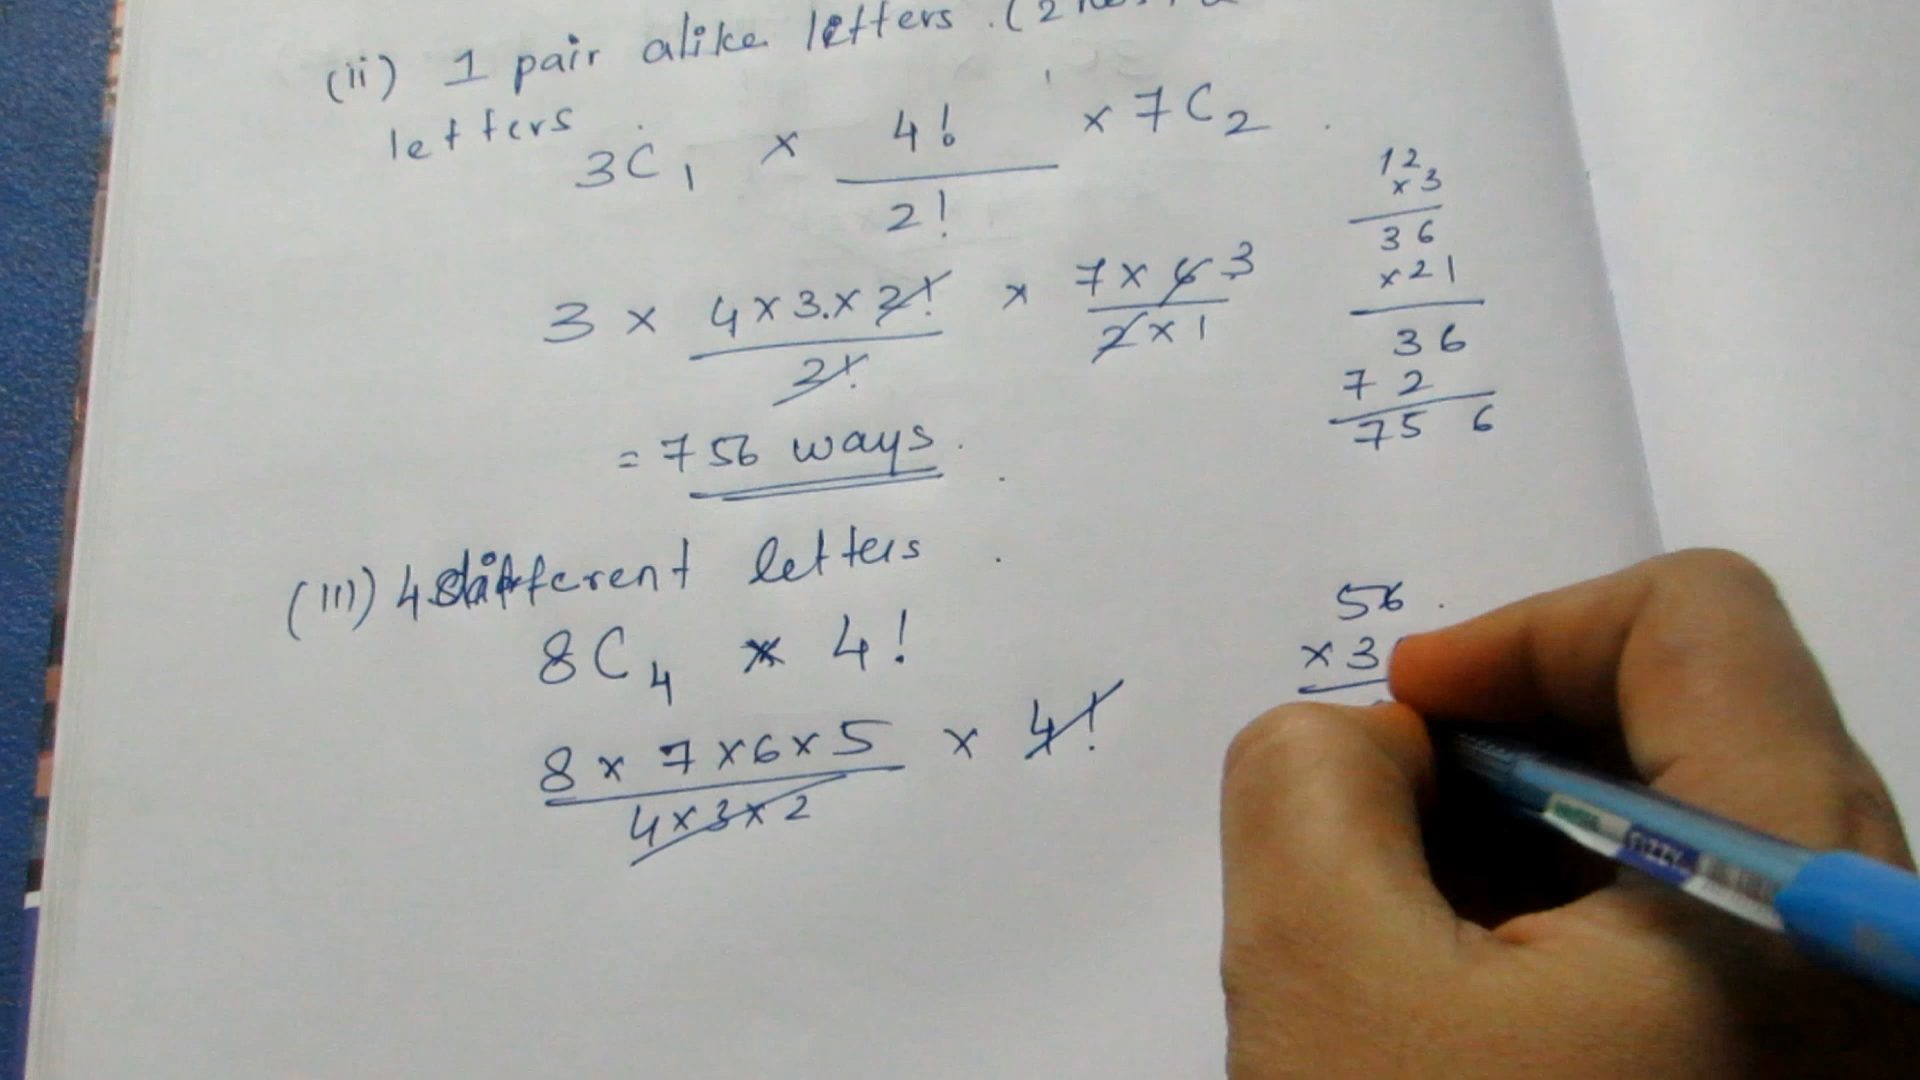 (ii) 1 pair alike letters. (2
letters
3C1 × 4! × 7C2
2!
3 × 4×3.×2! × 7×6 3
2! 2×1
= 756 ways.
12
×3
36
×21
36
72
756
(III) 4 different letters
8C4 × 4!
8 × 7 × 6 × 5 × 4!
4×3×2
56
×3
FIZZY